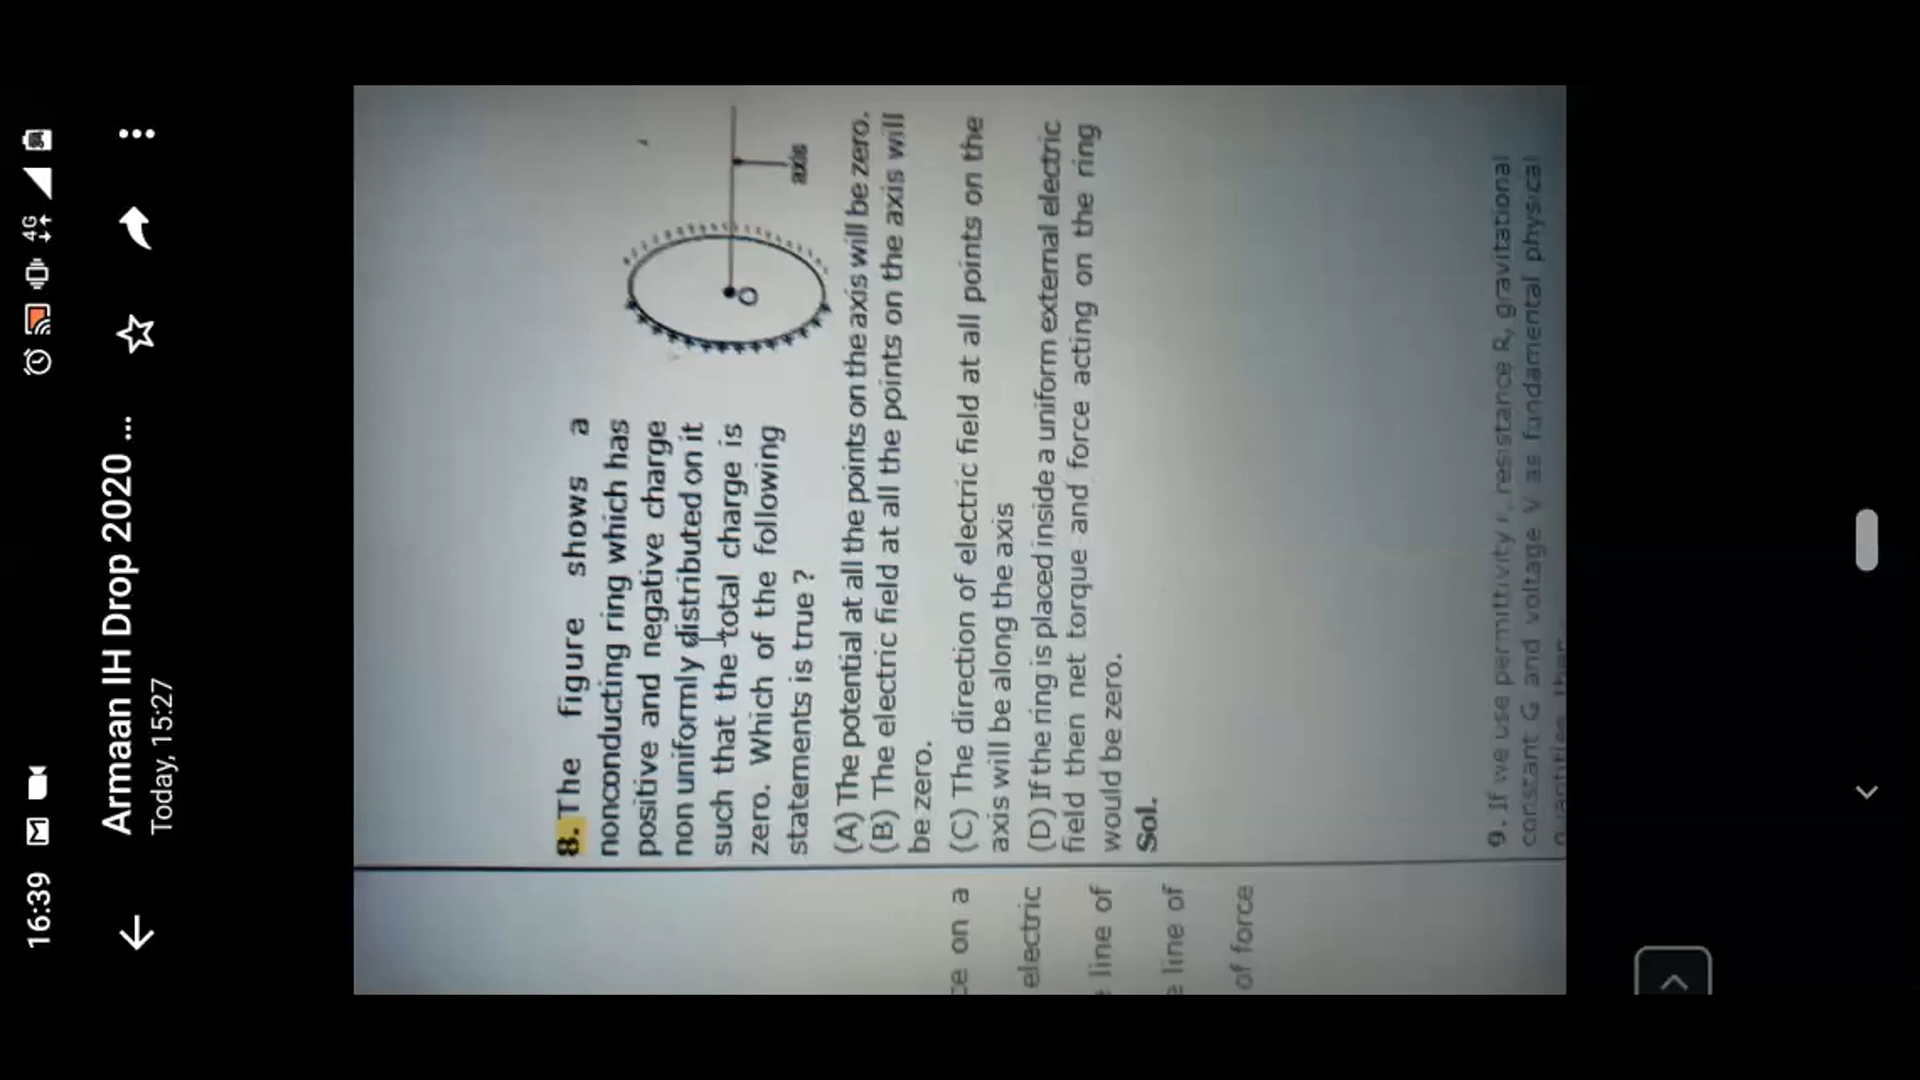 16:39
4G
Armaan IH Drop 2020 ...
Today, 15:27
8. The figure shows a
nonconducting ring which has
positive and negative charge
non uniformly distributed on it
such that the total charge is
zero. Which of the following
statements is true ?
O
axis
(A) The potential at all the points on the axis will be zero.
(B) The electric field at all the points on the axis will
be zero.
(C) The direction of electric field at all points on the
axis will be along the axis
(D) If the ring is placed inside a uniform external electric
field then net torque and force acting on the ring
would be zero.
Sol.
9. If we use permittivity, resistance R, gravitational
constant G and voltage V as fundamental physical
ce on a
electric
line of
line of
of force